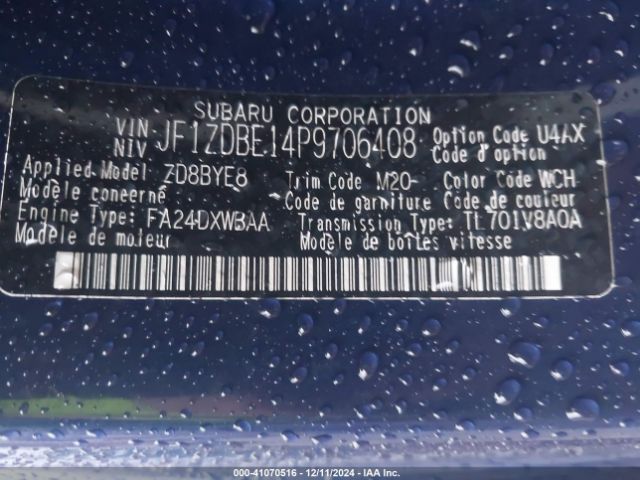 SUBARU CORPORATION
VIN NIV JF1ZDBE14P9706408 Option Code U4AX
Code d'option
Applied Model ZD8BYE8 Trim Code M20 Color Code WCH
Modele concerné Code de garniture Code de couleur
Engine Type: FA24DXWBAA Transmission Type: TL701V8A0A
Modele de moteur Modele de boites vitesse
000-41070516 - 12/11/2024 - IAA Inc.